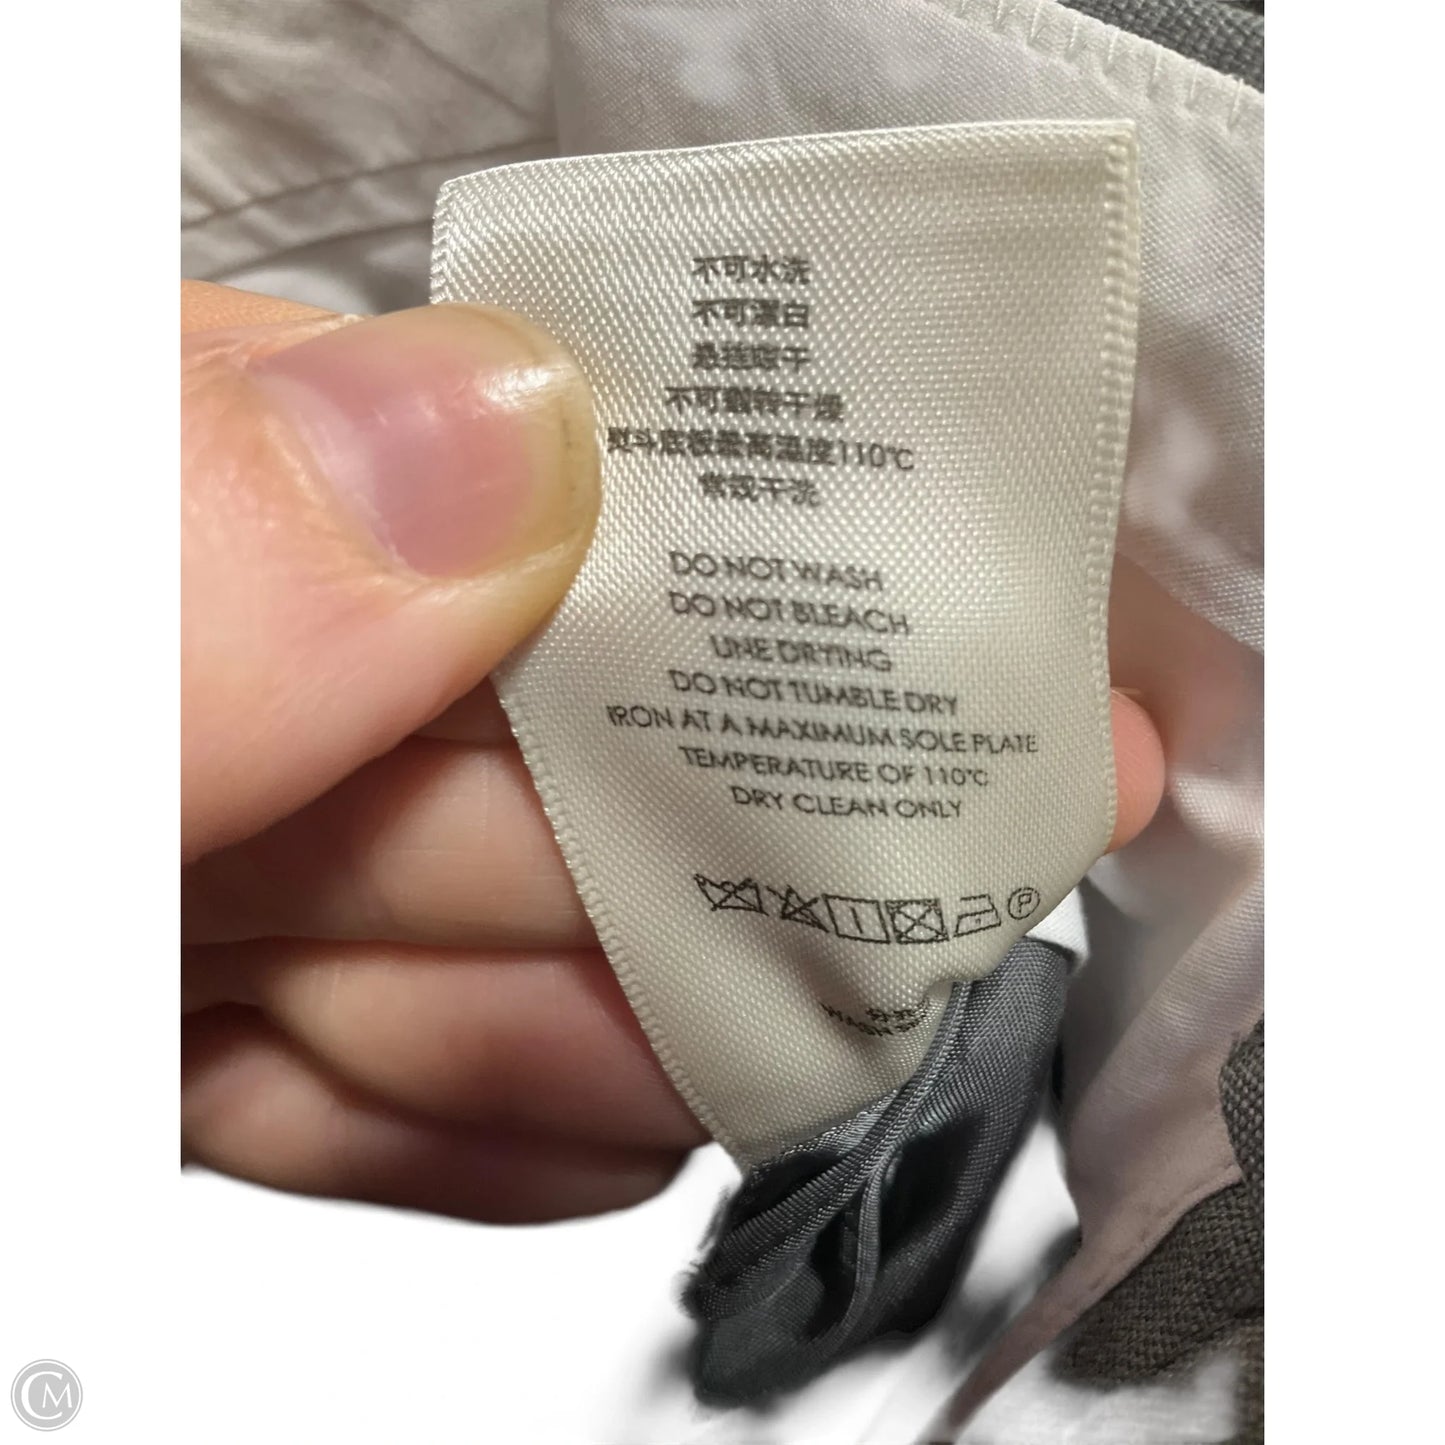 不可水洗
不可漂白
悬挂晾干
不可翻转干燥
熨斗底板最高温度110℃
常规干洗
DO NOT WASH
DO NOT BLEACH
LINE DRYING
DO NOT TUMBLE DRY
IRON AT A MAXIMUM SOLE PLATE
TEMPERATURE OF 110℃
DRY CLEAN ONLY
P
WASH
CM